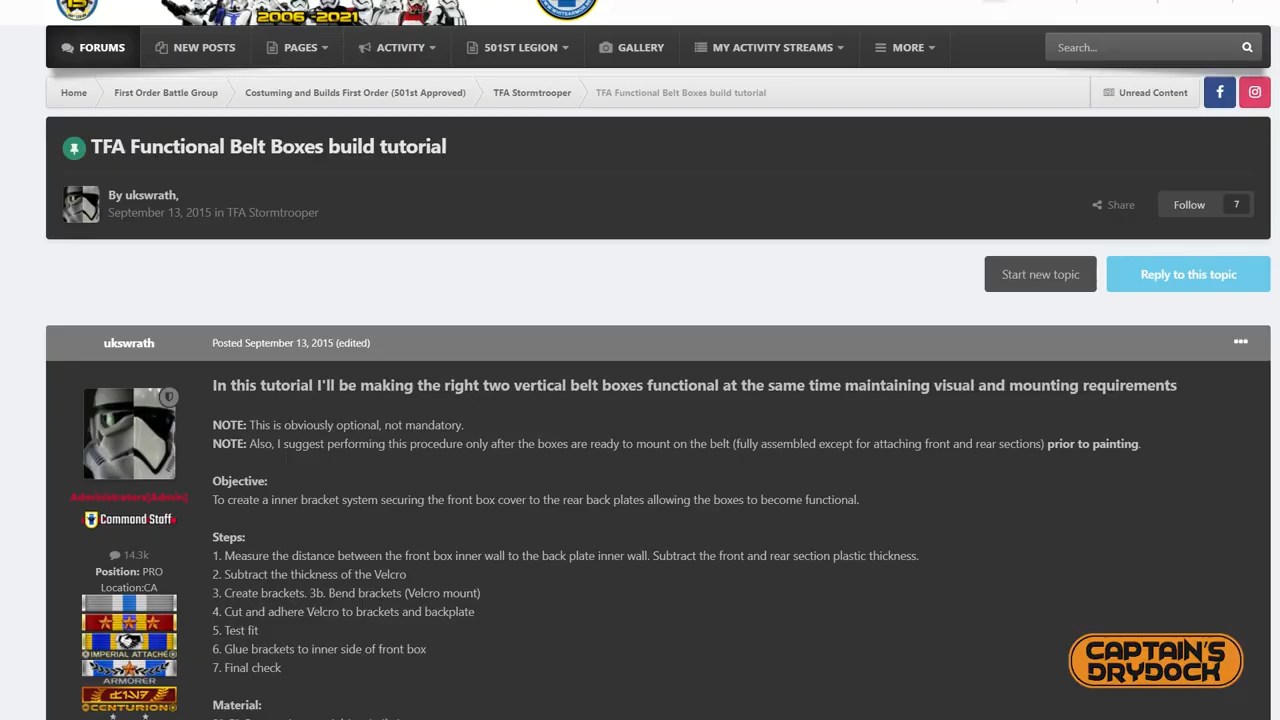 2006-2021
FORUMS
NEW POSTS
PAGES
ACTIVITY
501ST LEGION
GALLERY
MY ACTIVITY STREAMS
MORE
Search...
Home
First Order Battle Group
Costuming and Builds First Order (501st Approved)
TFA Stormtrooper
TFA Functional Belt Boxes build tutorial
Unread Content
TFA Functional Belt Boxes build tutorial
By ukswrath,
September 13, 2015 in TFA Stormtrooper
Share
Follow
7
Start new topic
Reply to this topic
ukswrath
Posted September 13, 2015 (edited)
In this tutorial I'll be making the right two vertical belt boxes functional at the same time maintaining visual and mounting requirements
NOTE: This is obviously optional, not mandatory.
NOTE: Also, I suggest performing this procedure only after the boxes are ready to mount on the belt (fully assembled except for attaching front and rear sections) prior to painting.
Objective:
To create a inner bracket system securing the front box cover to the rear back plates allowing the boxes to become functional.
Steps:
1. Measure the distance between the front box inner wall to the back plate inner wall. Subtract the front and rear section plastic thickness.
2. Subtract the thickness of the Velcro
3. Create brackets. 3b. Bend brackets (Velcro mount)
4. Cut and adhere Velcro to brackets and backplate
5. Test fit
6. Glue brackets to inner side of front box
7. Final check
Material:
Administrators[Admin]
Command Staff
14.3k
Position: PRO
Location:CA
IMPERIAL ATTACHE
ARMORER
CENTURION
CAPTAIN'S
DRYDOCK